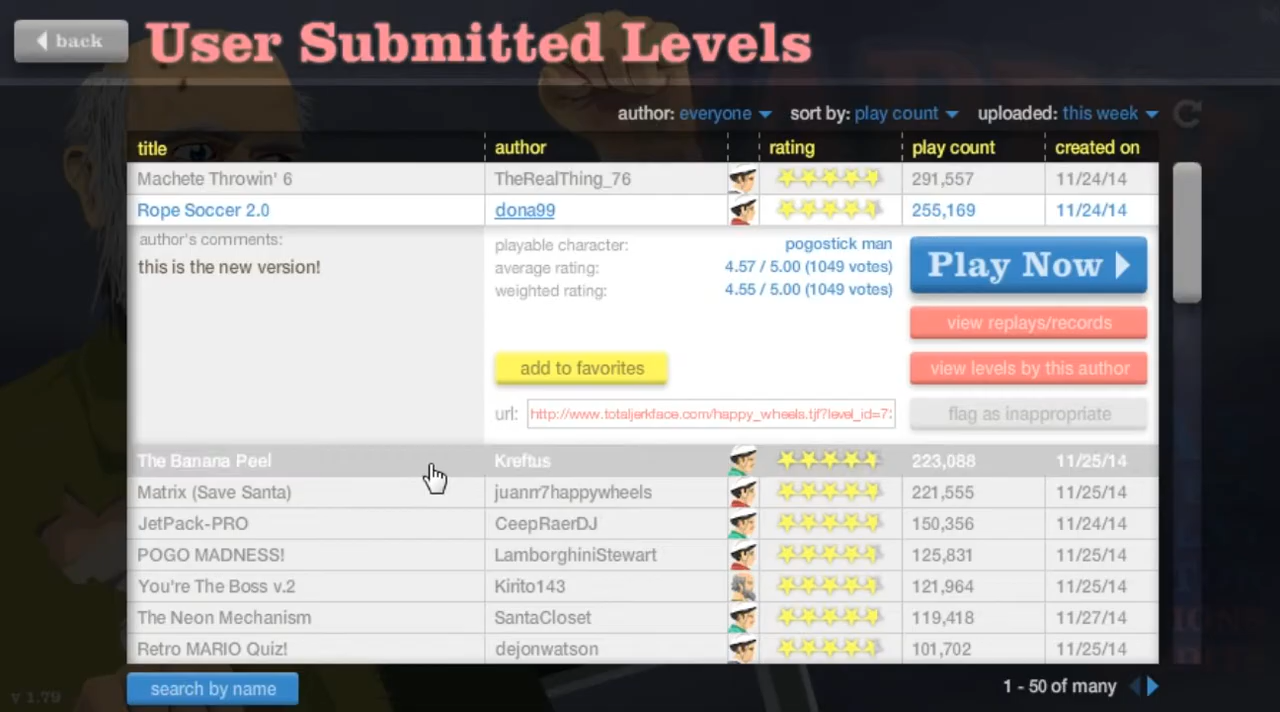 back
User Submitted Levels
author: everyone sort by: play count uploaded: this week
title author rating play count created on
Machete Throwin' 6 TheRealThing_76 291,557 11/24/14
Rope Soccer 2.0 dona99 255,169 11/24/14
author's comments:
this is the new version!
playable character: pogostick man
average rating: 4.57 / 5.00 (1049 votes)
weighted rating: 4.55 / 5.00 (1049 votes)
add to favorites
url: http://www.totaljerkface.com/happy_wheels.tjf?level_id=7
Play Now
view replays/records
view levels by this author
flag as inappropriate
The Banana Peel Kreftus 223,088 11/25/14
Matrix (Save Santa) juanrr7happywheels 221,555 11/25/14
JetPack-PRO CeepRaerDJ 150,356 11/24/14
POGO MADNESS! LamborghiniStewart 125,831 11/25/14
You're The Boss v.2 Kirito143 121,964 11/25/14
The Neon Mechanism SantaCloset 119,418 11/27/14
Retro MARIO Quiz! dejonwatson 101,702 11/25/14
v 1.79 search by name 1 - 50 of many